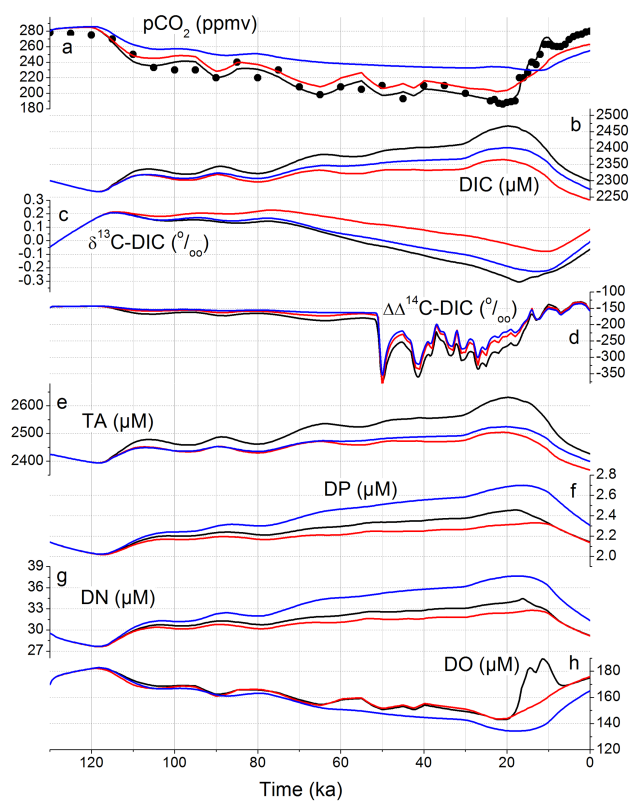 pCO₂ (ppmv)
280
260
240
220
200
180
a
b
2500
2450
2400
2350
2300
2250
DIC (µM)
0.3
0.2
0.1
0.0
-0.1
-0.2
-0.3
c
δ¹³C-DIC (⁰/₀₀)
-100
-150
-200
-250
-300
-350
ΔΔ¹⁴C-DIC (⁰/₀₀)
d
2600
2500
2400
e
TA (µM)
DP (µM)
f
2.8
2.6
2.4
2.2
2.0
39
36
33
30
27
g
DN (µM)
DO (µM)
h
180
160
140
120
120 100 80 60 40 20 0
Time (ka)